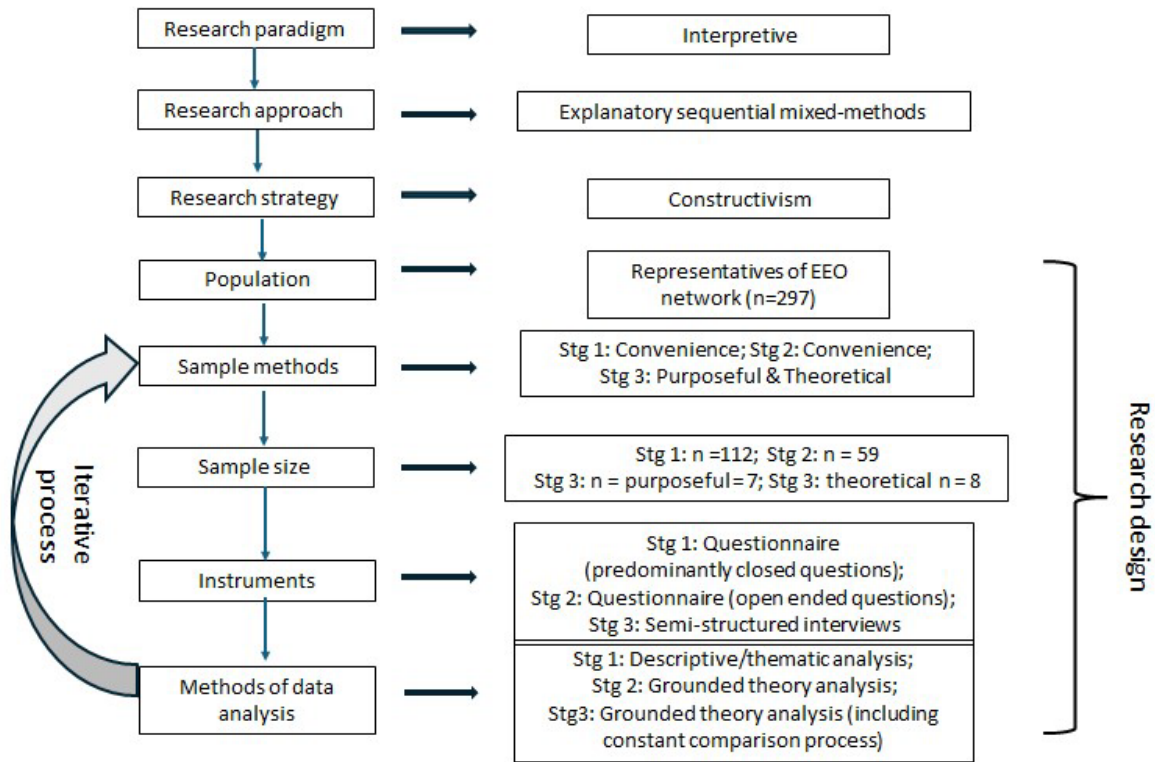 Research paradigm
Interpretive
Research approach
Explanatory sequential mixed-methods
Research strategy
Constructivism
Population
Representatives of EEO
network (n=297)
Sample methods
Stg 1: Convenience; Stg 2: Convenience;
Stg 3: Purposeful & Theoretical
Sample size
Stg 1: n =112; Stg 2: n = 59
Stg 3: n = purposeful = 7; Stg 3: theoretical n = 8
Instruments
Stg 1: Questionnaire
(predominantly closed questions);
Stg 2: Questionnaire (open ended questions);
Stg 3: Semi-structured interviews
Methods of data
analysis
Stg 1: Descriptive/thematic analysis;
Stg 2: Grounded theory analysis;
Stg3: Grounded theory analysis (including
constant comparison process)
Iterative
process
Research design